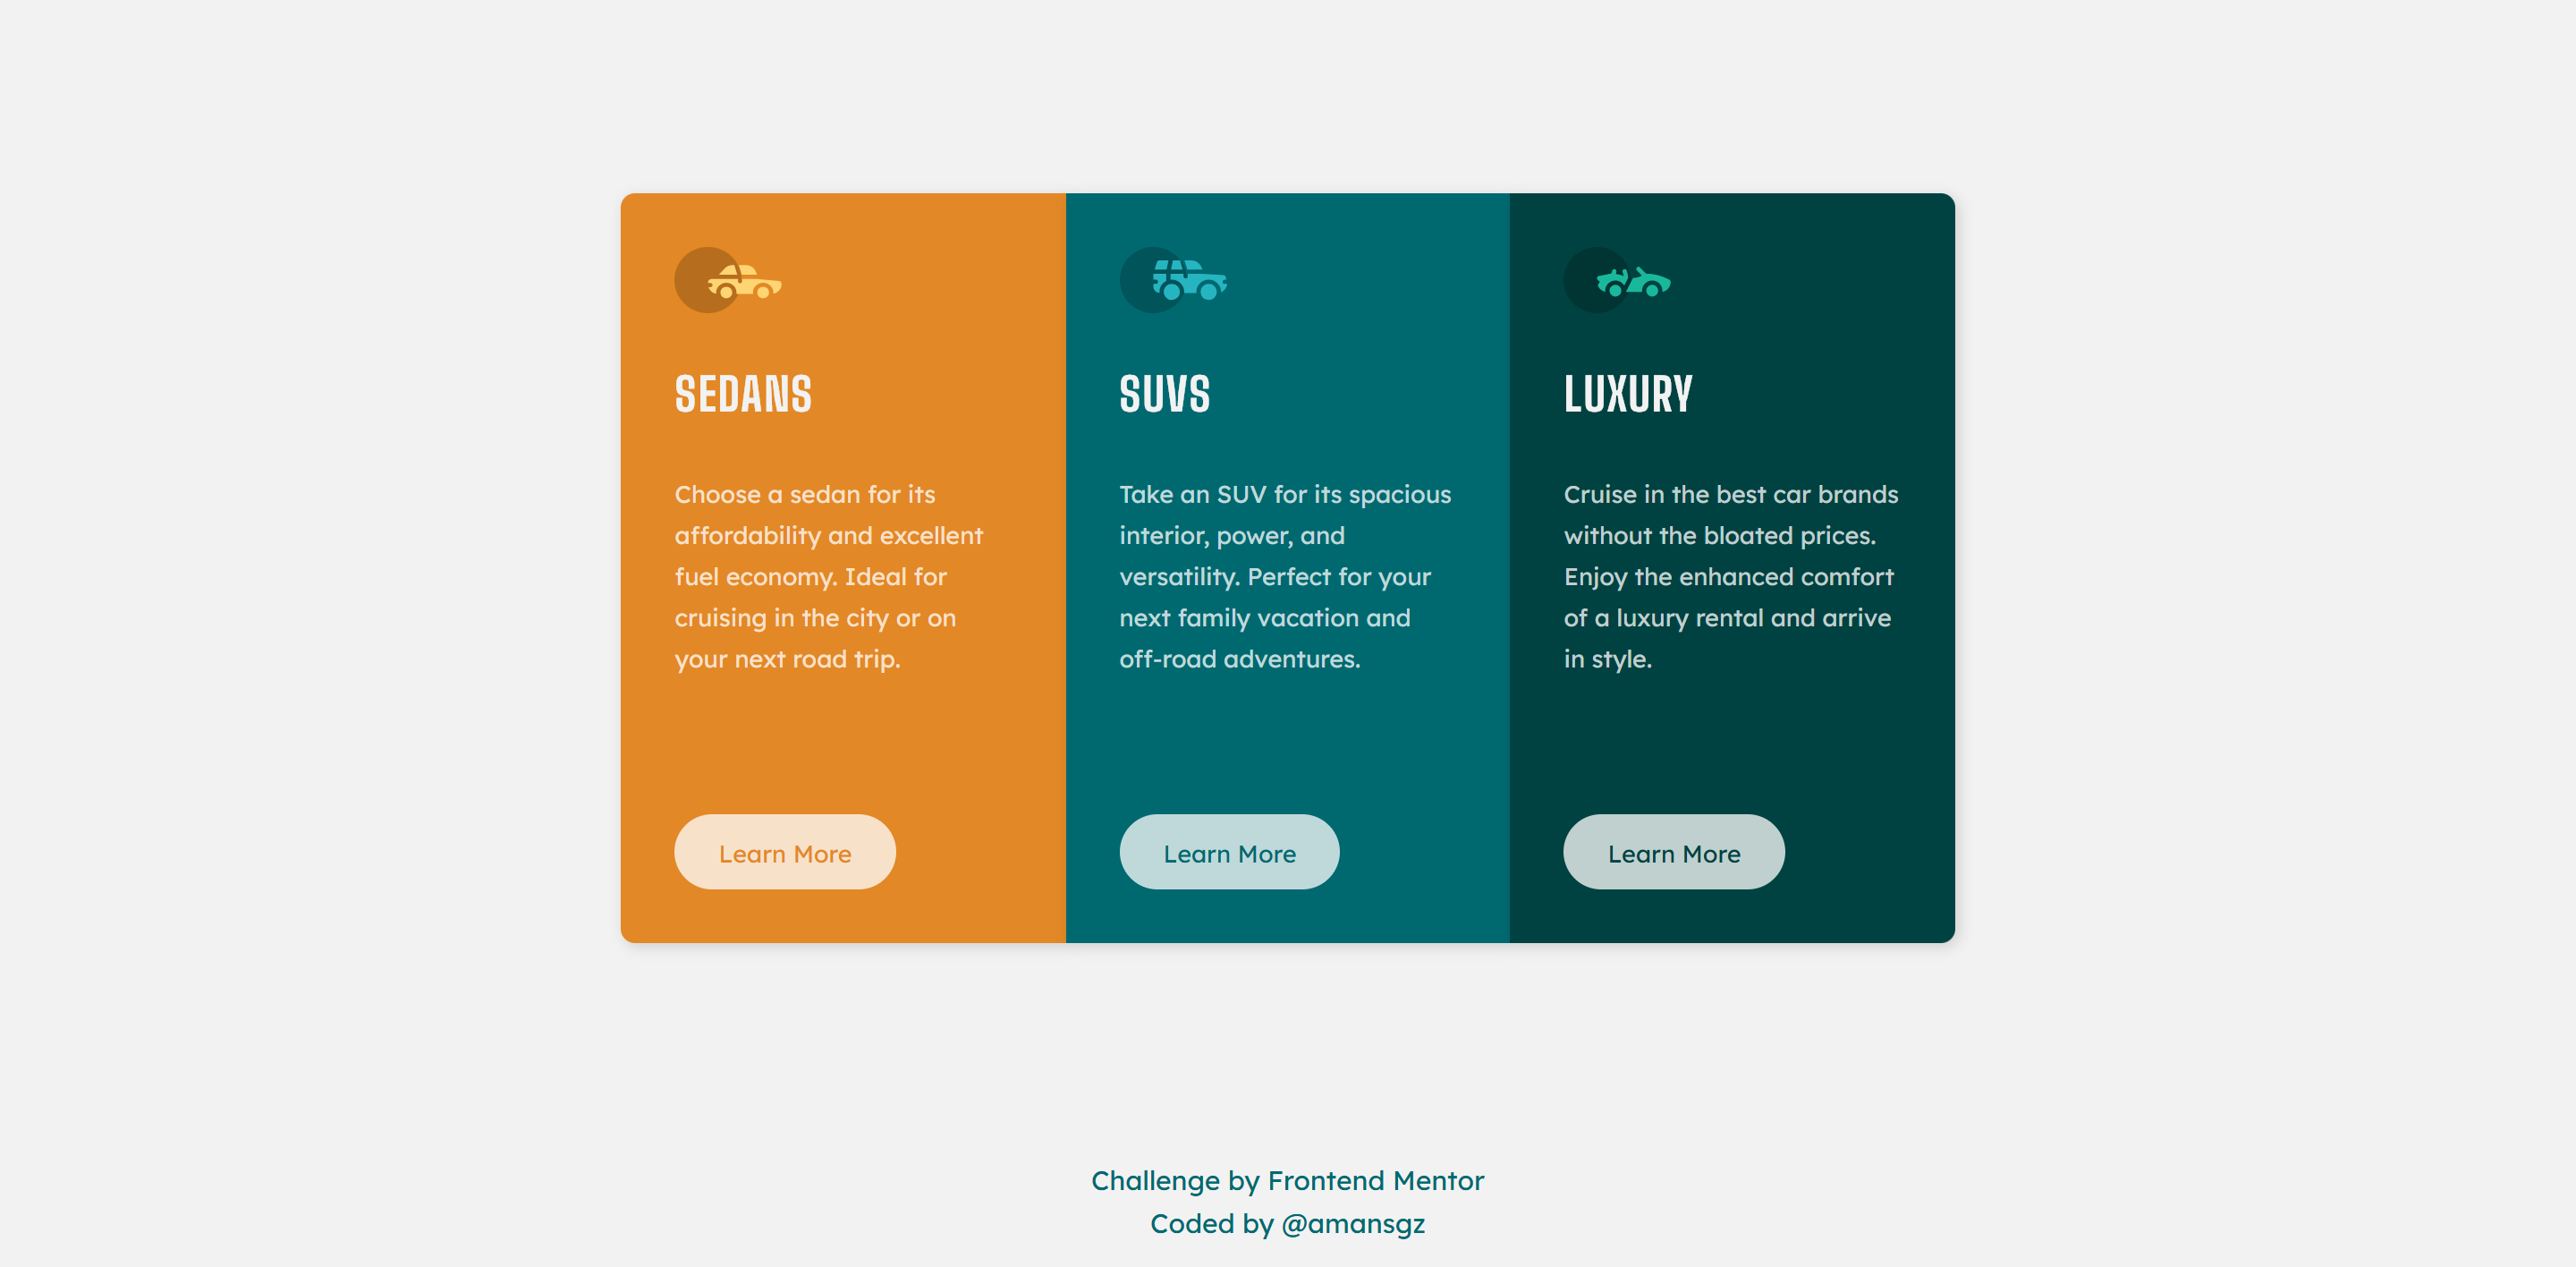 SEDANS
Choose a sedan for its
affordability and excellent
fuel economy. Ideal for
cruising in the city or on
your next road trip.
Learn More
SUVS
Take an SUV for its spacious
interior, power, and
versatility. Perfect for your
next family vacation and
off-road adventures.
Learn More
LUXURY
Cruise in the best car brands
without the bloated prices.
Enjoy the enhanced comfort
of a luxury rental and arrive
in style.
Learn More
Challenge by Frontend Mentor
Coded by @amansgz